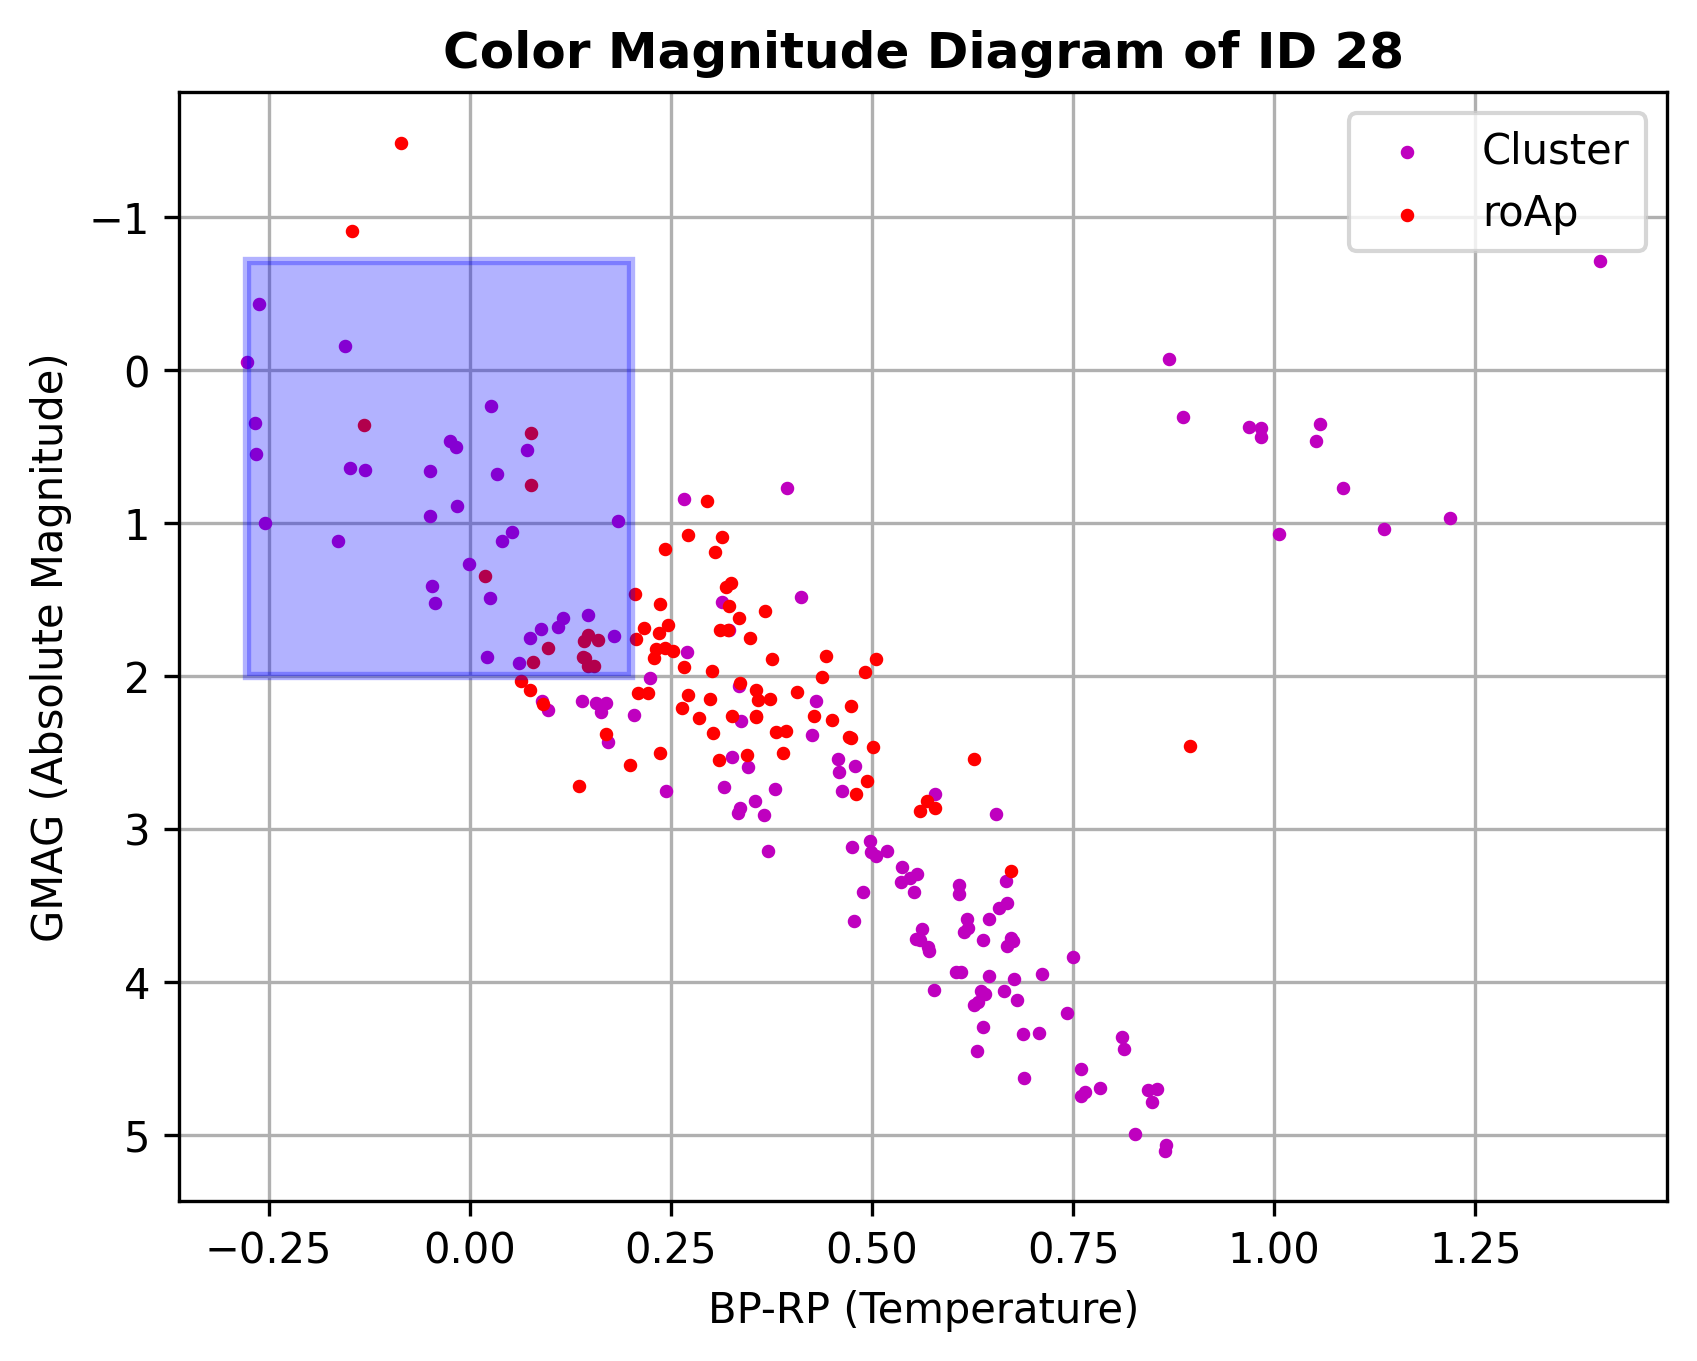 Color Magnitude Diagram of ID 28
Cluster
roAp
GMAG (Absolute Magnitude)
−1
0
1
2
3
4
5
−0.25 0.00 0.25 0.50 0.75 1.00 1.25
BP-RP (Temperature)